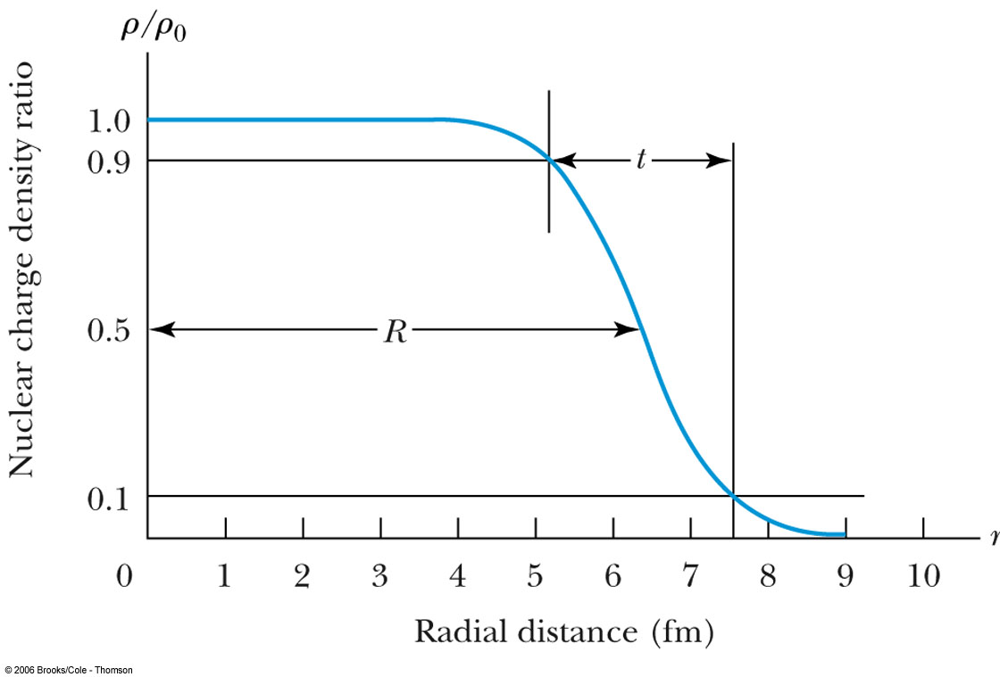 ρ/ρ0
Nuclear charge density ratio
1.0
0.9
t
0.5
R
0.1
r
0 1 2 3 4 5 6 7 8 9 10
Radial distance (fm)
© 2006 Brooks/Cole - Thomson